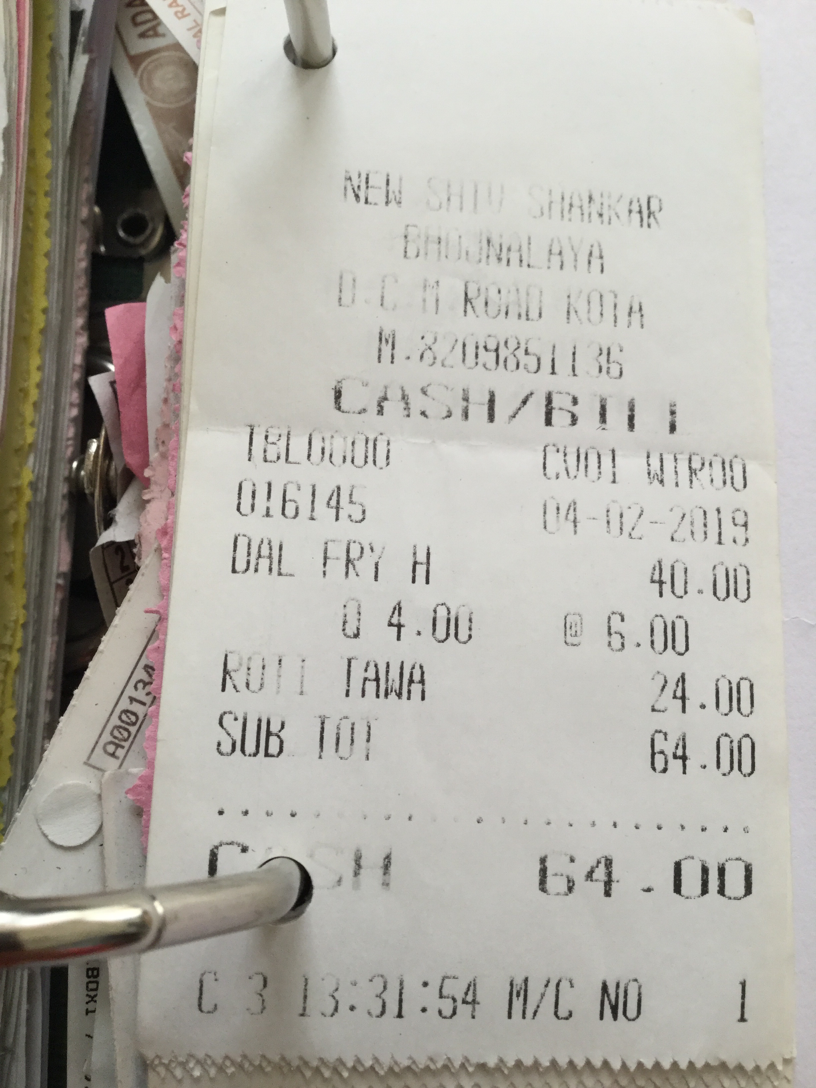 NEW SHIV SHANKAR
BHOJNALAYA
D.C.M ROAD KOTA
M.8209851136
CASH/BILL
TBL0000 CV01 WTR00
016145 04-02-2019
DAL FRY H 40.00
Q 4.00 @ 6.00
ROTI TAWA 24.00
SUB TOT 64.00
CASH 64.00
C 3 13:31:54 M/C NO 1
A00134
ADA